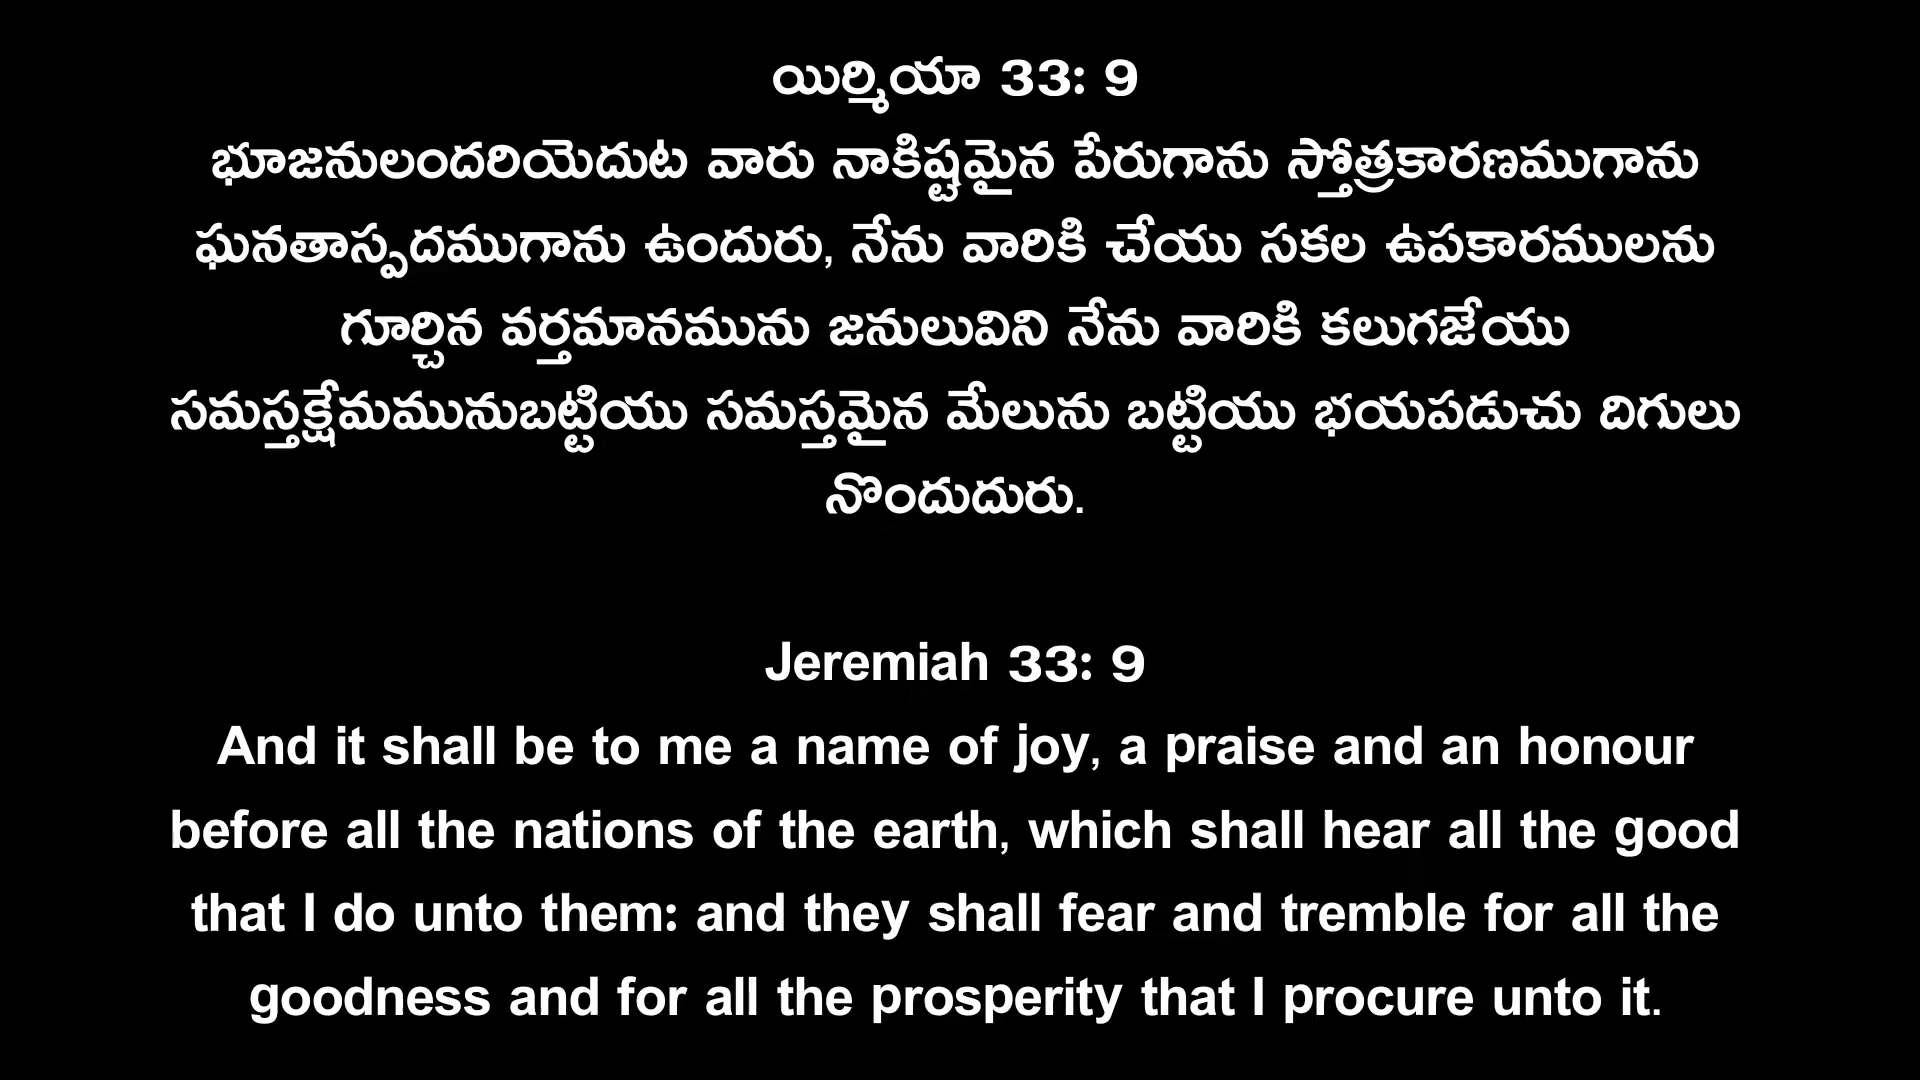 యిర్మియా 33: 9
భూజనులందరియెదుట వారు నాకిష్టమైన పేరుగాను స్తోత్రకారణముగాను
ఘనతాస్పదముగాను ఉందురు, నేను వారికి చేయు సకల ఉపకారములను
గూర్చిన వర్తమానమును జనులువిని నేను వారికి కలుగజేయు
సమస్తక్షేమమునుబట్టియు సమస్తమైన మేలును బట్టియు భయపడుచు దిగులు
నొందుదురు.
Jeremiah 33: 9
And it shall be to me a name of joy, a praise and an honour
before all the nations of the earth, which shall hear all the good
that I do unto them: and they shall fear and tremble for all the
goodness and for all the prosperity that I procure unto it.